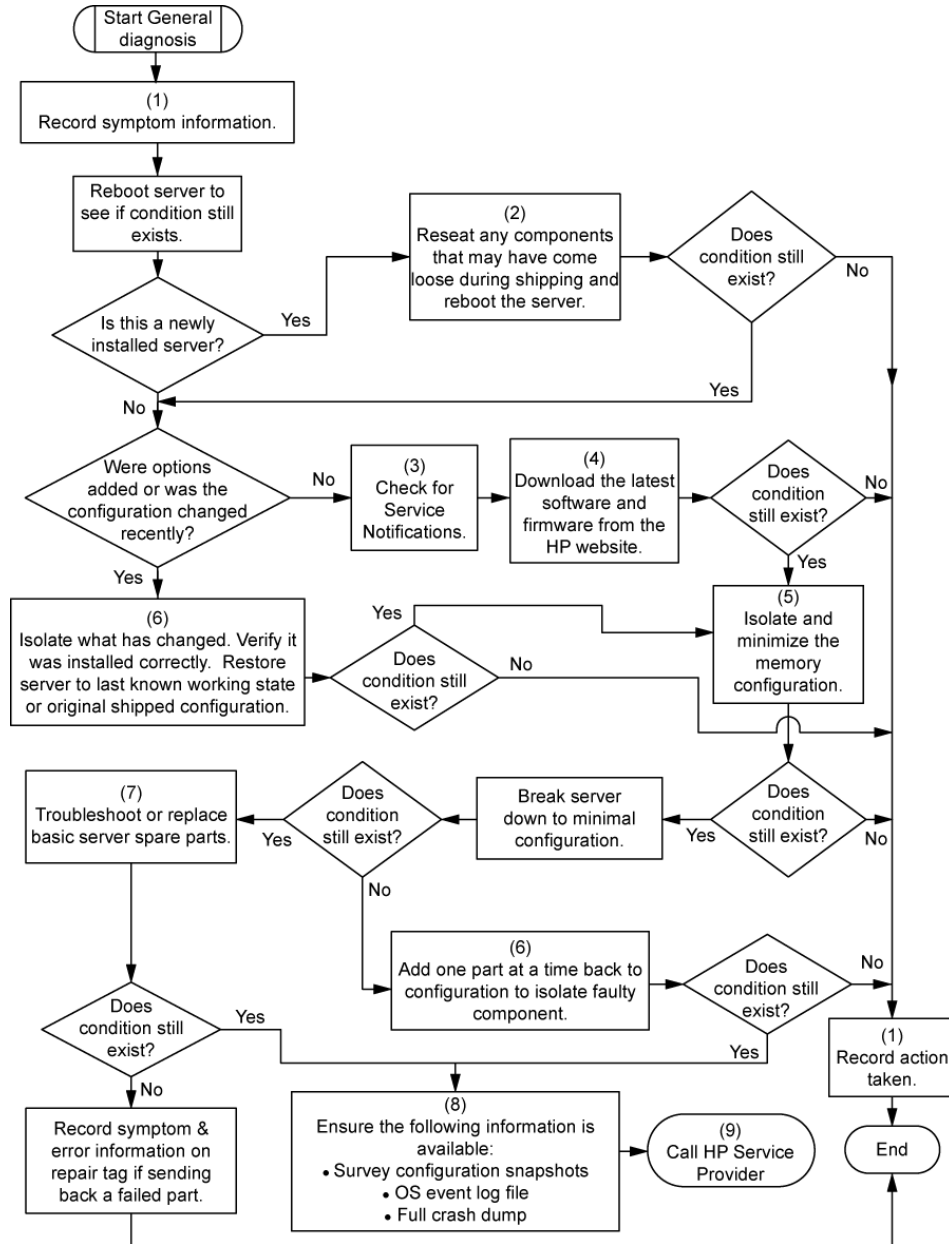 Start General
diagnosis
(1)
Record symptom information.
Reboot server to
see if condition still
exists.
Is this a newly
installed server?
Yes
(2)
Reseat any components
that may have come
loose during shipping and
reboot the server.
Does
condition still
exist?
No
Yes
No
Were options
added or was the
configuration changed
recently?
No
(3)
Check for
Service
Notifications.
(4)
Download the latest
software and
firmware from the
HP website.
Does
condition
still exist?
No
Yes
Yes
(6)
Isolate what has changed. Verify it
was installed correctly. Restore
server to last known working state
or original shipped configuration.
Does
condition still
exist?
Yes
No
(5)
Isolate and
minimize the
memory
configuration.
Does
condition
still exist?
No
Yes
Break server
down to minimal
configuration.
Does
condition
still exist?
Yes
No
(7)
Troubleshoot or replace
basic server spare parts.
(6)
Add one part at a time back to
configuration to isolate faulty
component.
Does
condition still
exist?
No
Yes
Does
condition still
exist?
Yes
No
Record symptom &
error information on
repair tag if sending
back a failed part.
(8)
Ensure the following information is
available:
• Survey configuration snapshots
• OS event log file
• Full crash dump
(9)
Call HP Service
Provider
(1)
Record action
taken.
End